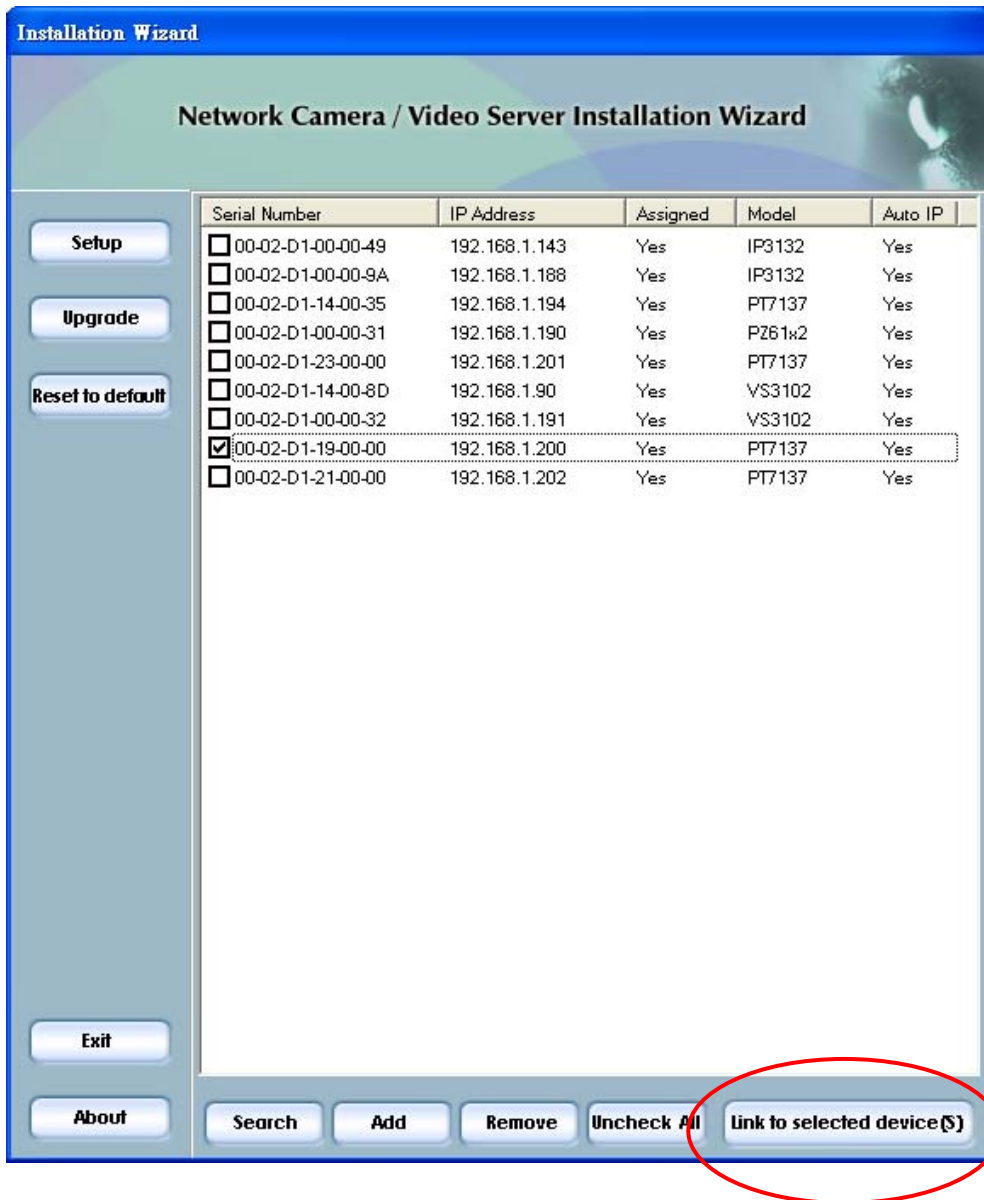 Installation Wizard
Network Camera / Video Server Installation Wizard
Setup
Upgrade
Reset to default
Exit
About
Serial Number IP Address Assigned Model Auto IP
00-02-D1-00-00-49 192.168.1.143 Yes IP3132 Yes
00-02-D1-00-00-9A 192.168.1.188 Yes IP3132 Yes
00-02-D1-14-00-35 192.168.1.194 Yes PT7137 Yes
00-02-D1-00-00-31 192.168.1.190 Yes PZ61x2 Yes
00-02-D1-23-00-00 192.168.1.201 Yes PT7137 Yes
00-02-D1-14-00-8D 192.168.1.90 Yes VS3102 Yes
00-02-D1-00-00-32 192.168.1.191 Yes VS3102 Yes
00-02-D1-19-00-00 192.168.1.200 Yes PT7137 Yes
00-02-D1-21-00-00 192.168.1.202 Yes PT7137 Yes
Search Add Remove Uncheck All Link to selected device(S)